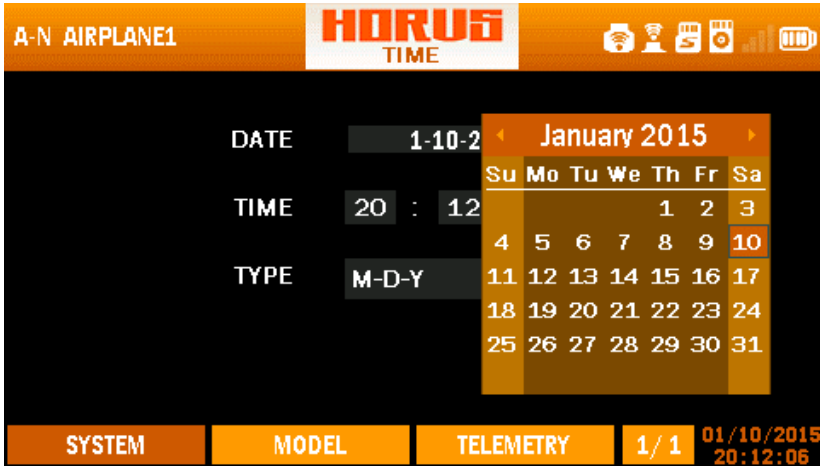 A-N AIRPLANE1
HORUS
TIME
DATE 1-10-2
TIME 20 : 12
TYPE M-D-Y
January 2015
Su Mo Tu We Th Fr Sa
1 2 3
4 5 6 7 8 9 10
11 12 13 14 15 16 17
18 19 20 21 22 23 24
25 26 27 28 29 30 31
SYSTEM MODEL TELEMETRY 1/1 01/10/2015
20:12:06